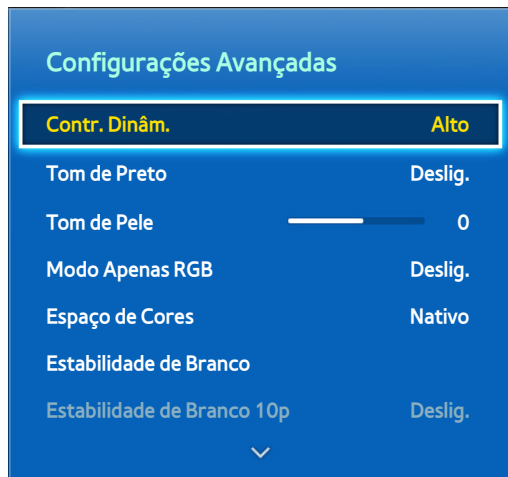 Configurações Avançadas
Contr. Dinâm. Alto
Tom de Preto Deslig.
Tom de Pele 0
Modo Apenas RGB Deslig.
Espaço de Cores Nativo
Estabilidade de Branco
Estabilidade de Branco 10p Deslig.